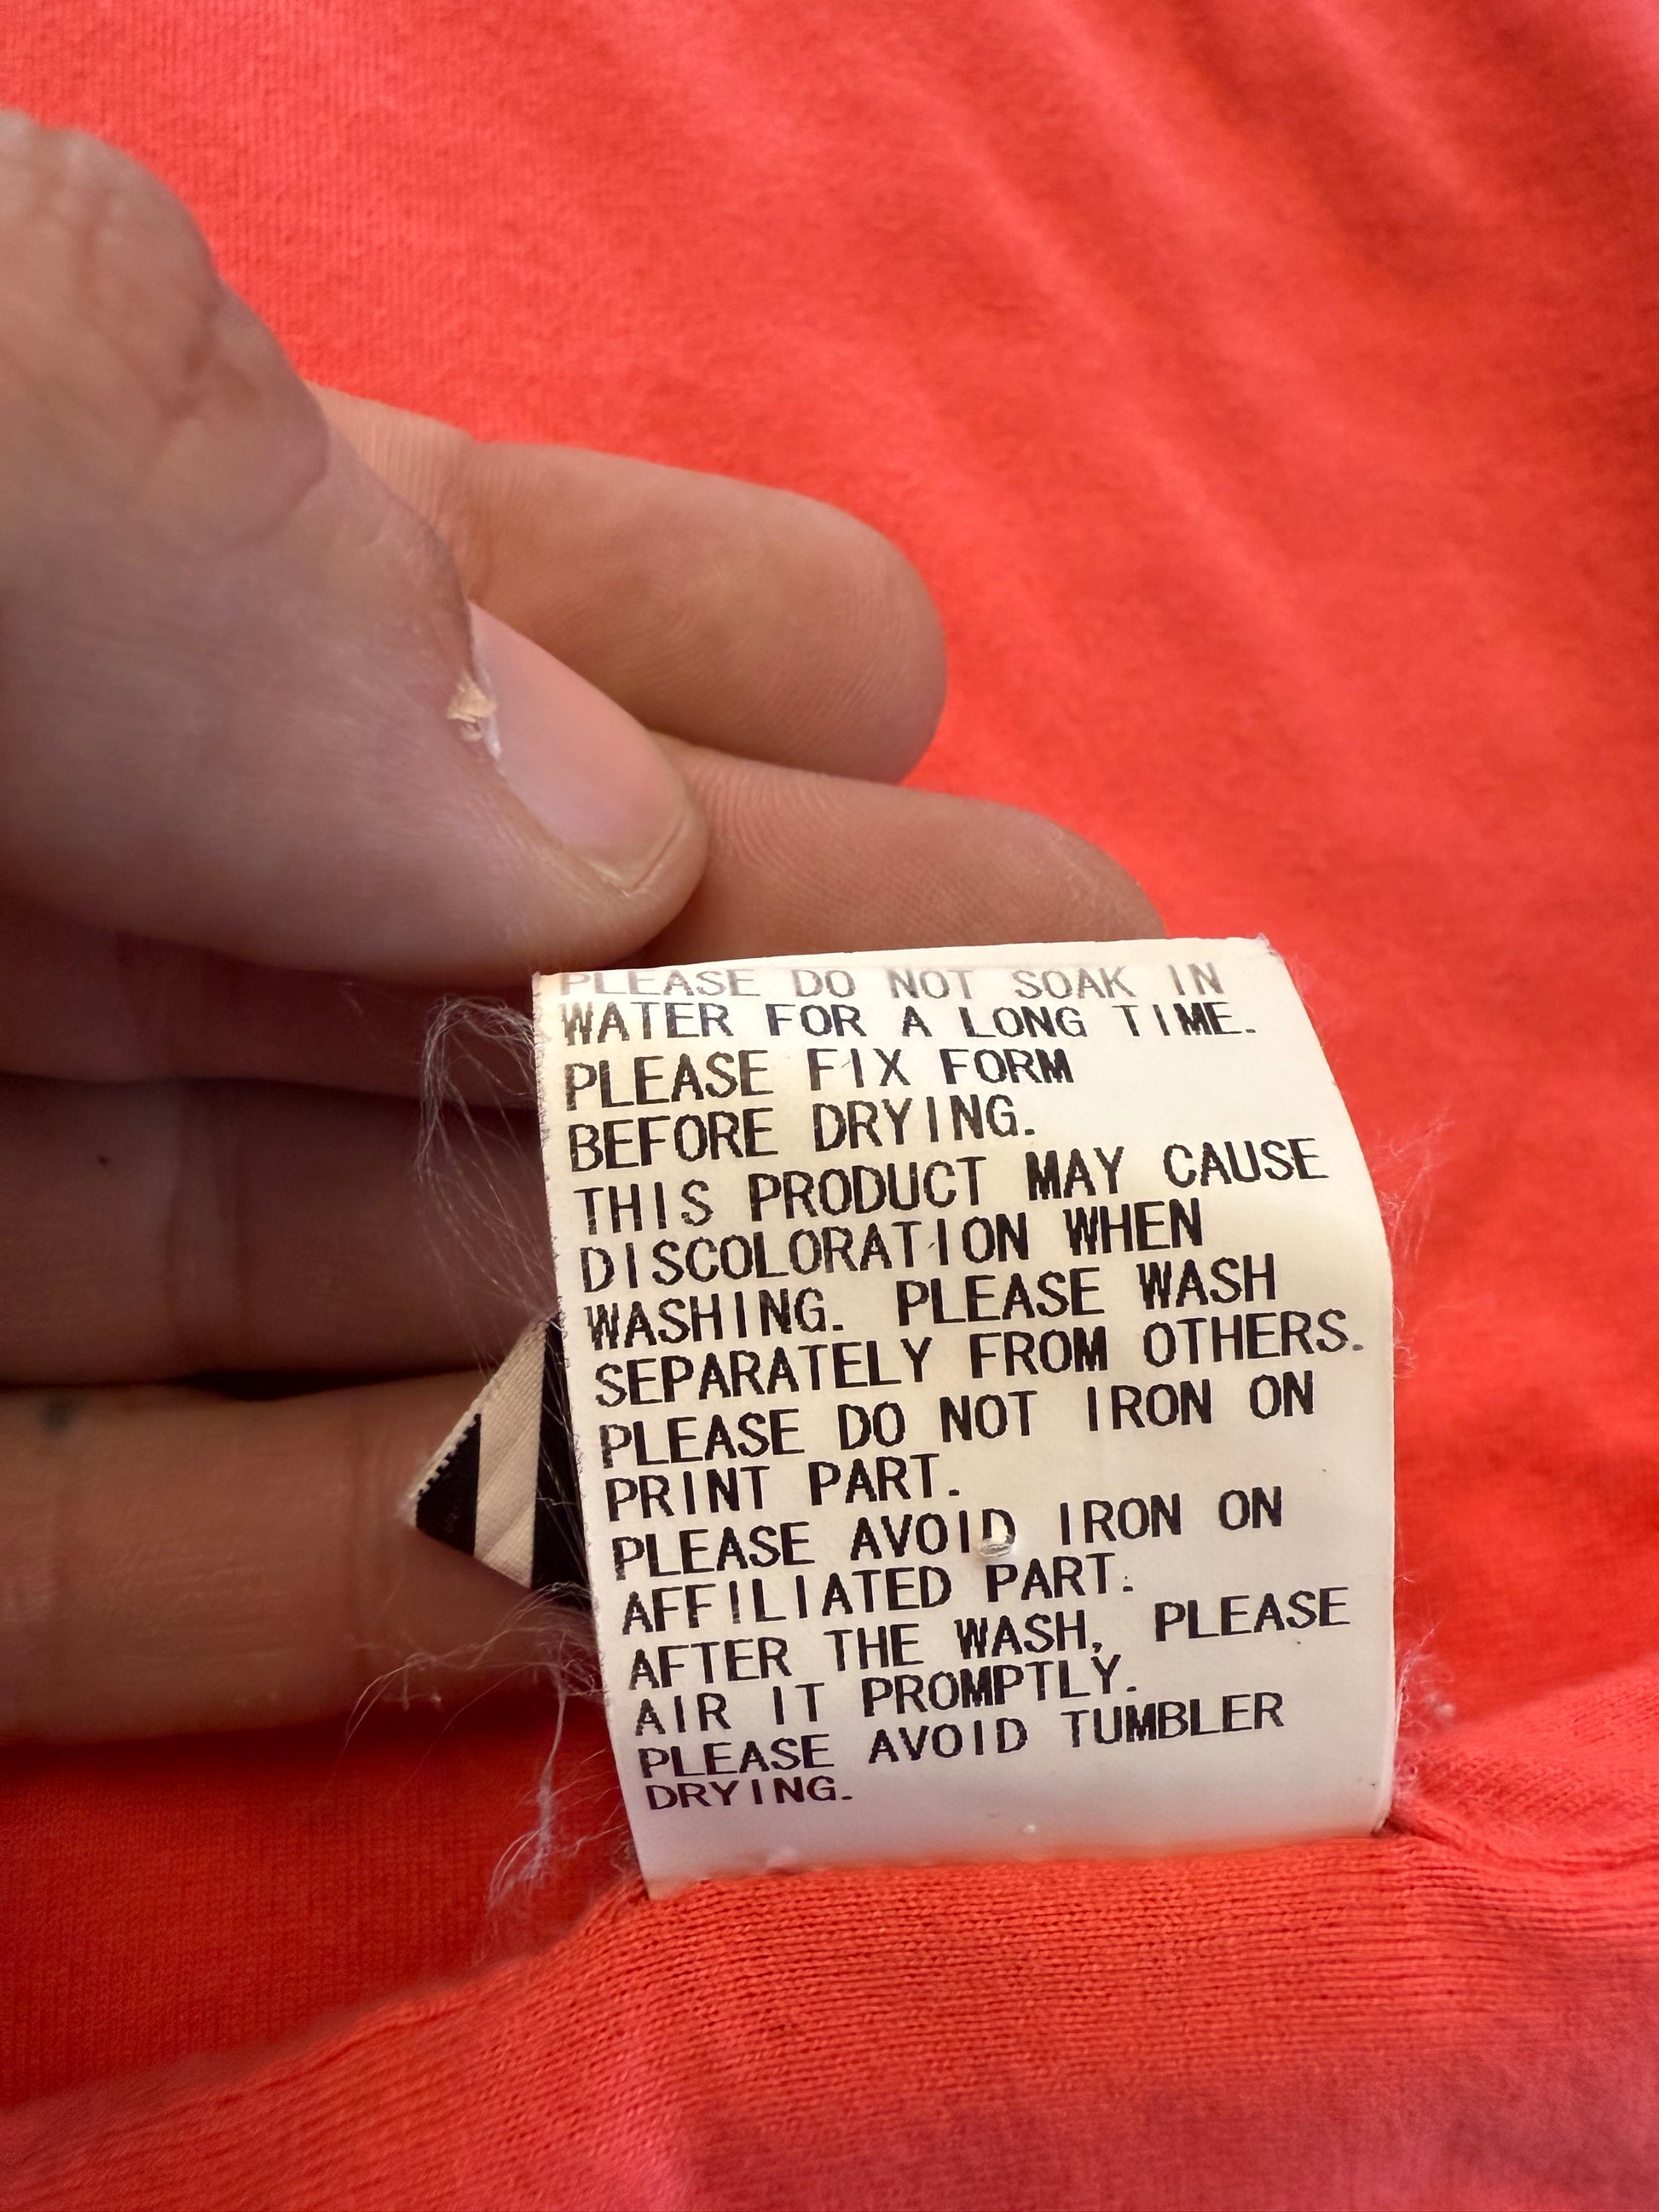 PLEASE DO NOT SOAK IN
WATER FOR A LONG TIME.
PLEASE FIX FORM
BEFORE DRYING.
THIS PRODUCT MAY CAUSE
DISCOLORATION WHEN
WASHING. PLEASE WASH
SEPARATELY FROM OTHERS.
PLEASE DO NOT IRON ON
PRINT PART.
PLEASE AVOID IRON ON
AFFILIATED PART.
AFTER THE WASH, PLEASE
AIR IT PROMPTLY.
PLEASE AVOID TUMBLER
DRYING.